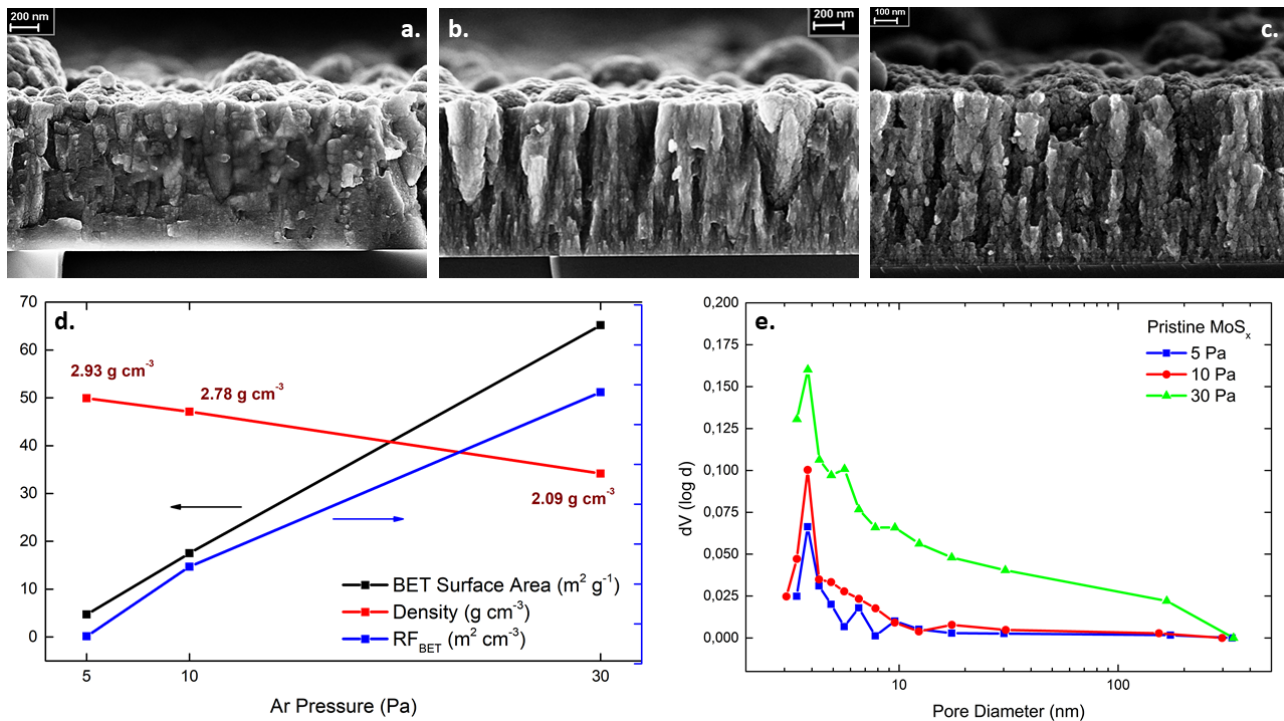 200 nm
a.
b.
200 nm
100 nm
c.
d.
70
60
50
40
30
20
10
0
2.93 g cm⁻³
2.78 g cm⁻³
2.09 g cm⁻³
BET Surface Area (m² g⁻¹)
Density (g cm⁻³)
RF_BET (m² cm⁻³)
5
10
30
Ar Pressure (Pa)
e.
0,200
0,175
0,150
0,125
0,100
0,075
0,050
0,025
0,000
dV (log d)
Pristine MoSₓ
5 Pa
10 Pa
30 Pa
10
100
Pore Diameter (nm)